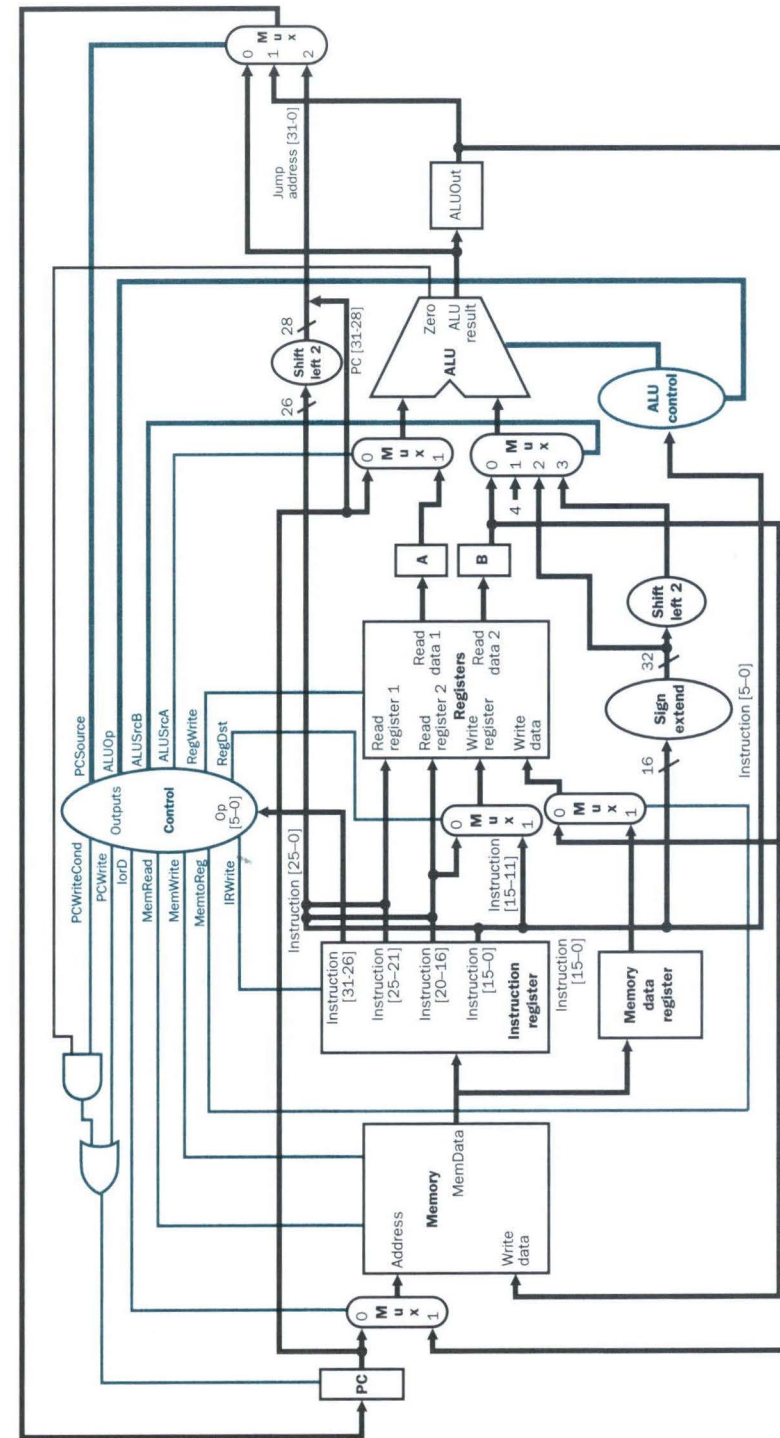 PCWriteCond
PCWrite
IorD
MemRead
MemWrite
MemtoReg
IRWrite
PCSource
ALUOp
ALUSrcB
ALUSrcA
RegWrite
RegDst
Outputs
Control
Op
[5–0]
PC
0
M
u
x
1
Address
Memory
MemData
Write
data
Instruction [25–0]
Instruction
[31-26]
Instruction
[25–21]
Instruction
[20–16]
Instruction
[15–0]
Instruction
register
Instruction
[15–0]
Memory
data
register
Instruction
[15–11]
0
M
u
x
1
0
M
u
x
1
Read
register 1
Read
register 2
Registers
Write
register
Write
data
Read
data 1
Read
data 2
16
Sign
extend
32
Shift
left 2
Instruction [5–0]
A
B
4
0
M
u
x
1
0
1
M
u
x
2
3
26
Shift
left 2
28
PC [31-28]
Jump
address [31-0]
Zero
ALU
ALU
result
ALU
control
ALUOut
0
M
1
u
x
2